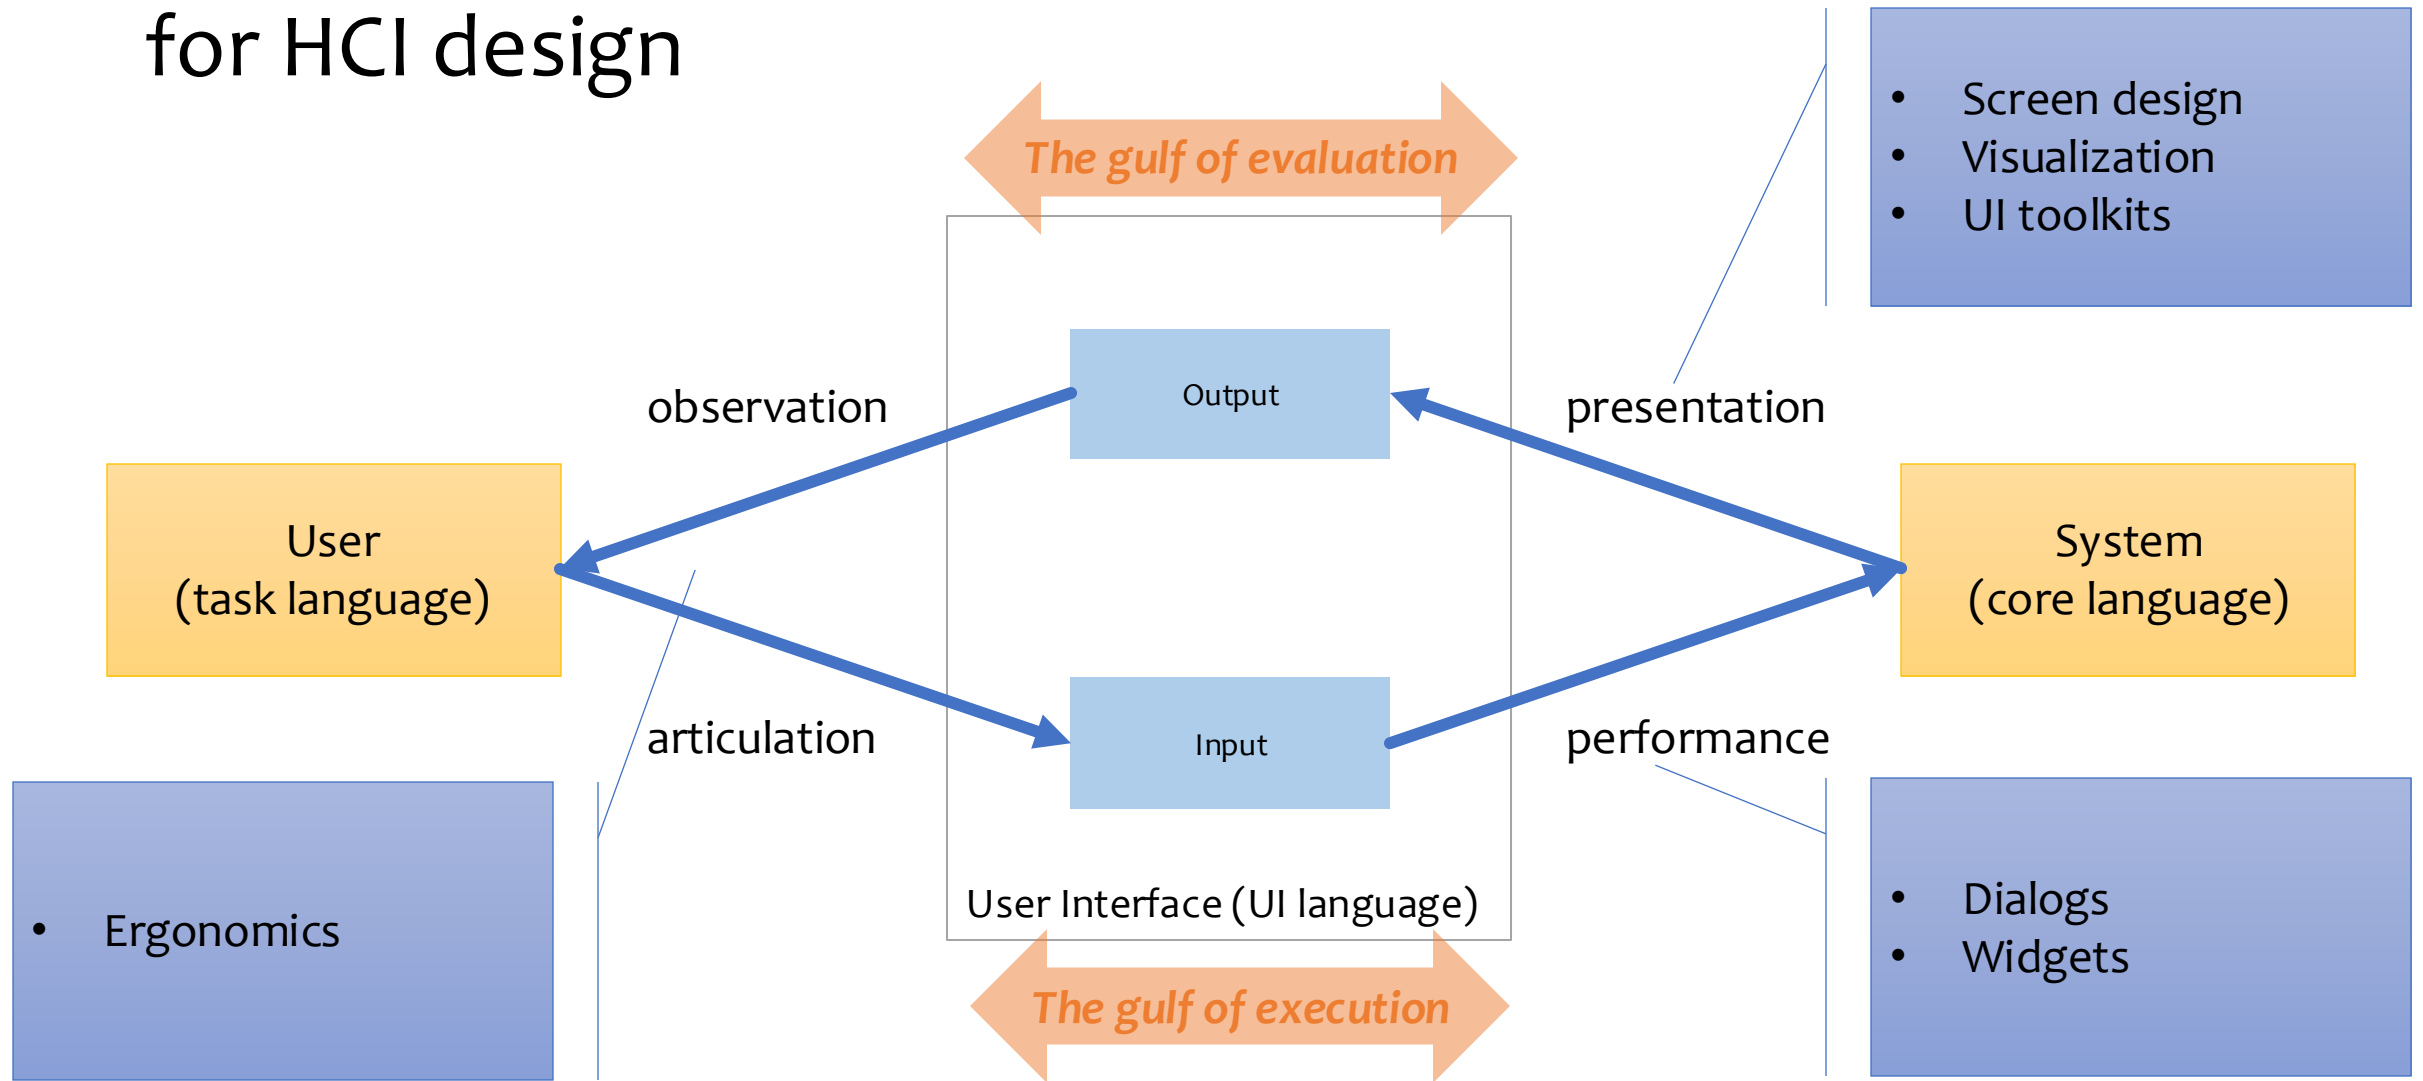 for HCI design
The gulf of evaluation
• Screen design
• Visualization
• UI toolkits
observation
Output
presentation
User
(task language)
System
(core language)
articulation
Input
performance
User Interface (UI language)
• Ergonomics
• Dialogs
• Widgets
The gulf of execution